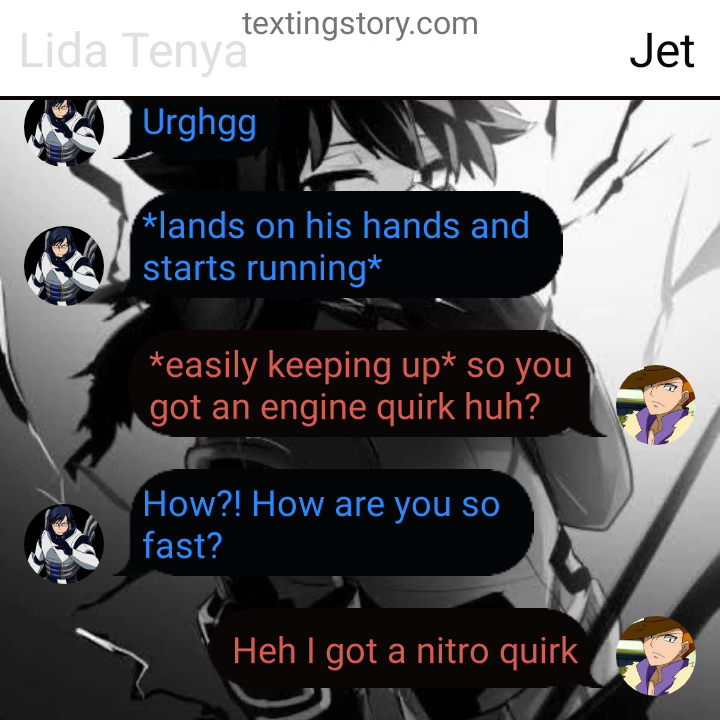 textingstory.com
Lida Tenya
Jet
Urghgg
*lands on his hands and
starts running*
*easily keeping up* so you
got an engine quirk huh?
How?! How are you so
fast?
Heh I got a nitro quirk